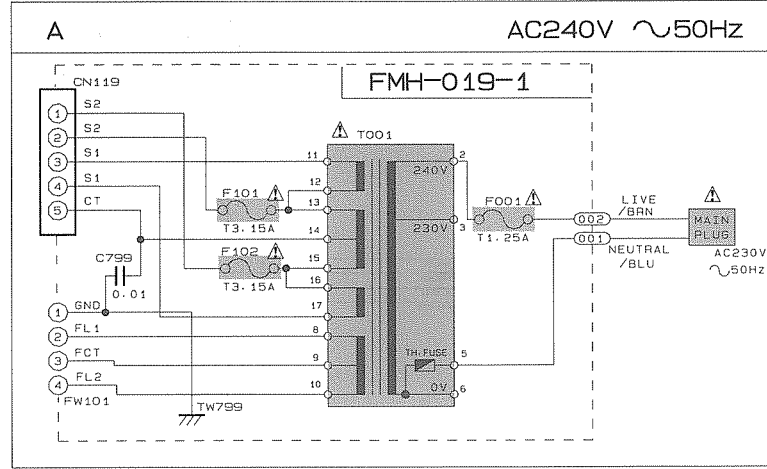 A
AC240V ～50Hz
CN119
FMH-019-1
1 S2
2 S2
3 S1
4 S1
5 CT
⚠ T001
11
12
13
14
15
16
17
8
9
10
2
240V
230V
3
TH.FUSE
5
0V
6
F101 ⚠
T3.15A
F102 ⚠
T3.15A
C799
0.01
F001 ⚠
T1.25A
002
001
LIVE
/BRN
NEUTRAL
/BLU
⚠
MAIN
PLUG
AC230V
～50Hz
1 GND
2 FL1
3 FCT
4 FL2
FW101
TW799